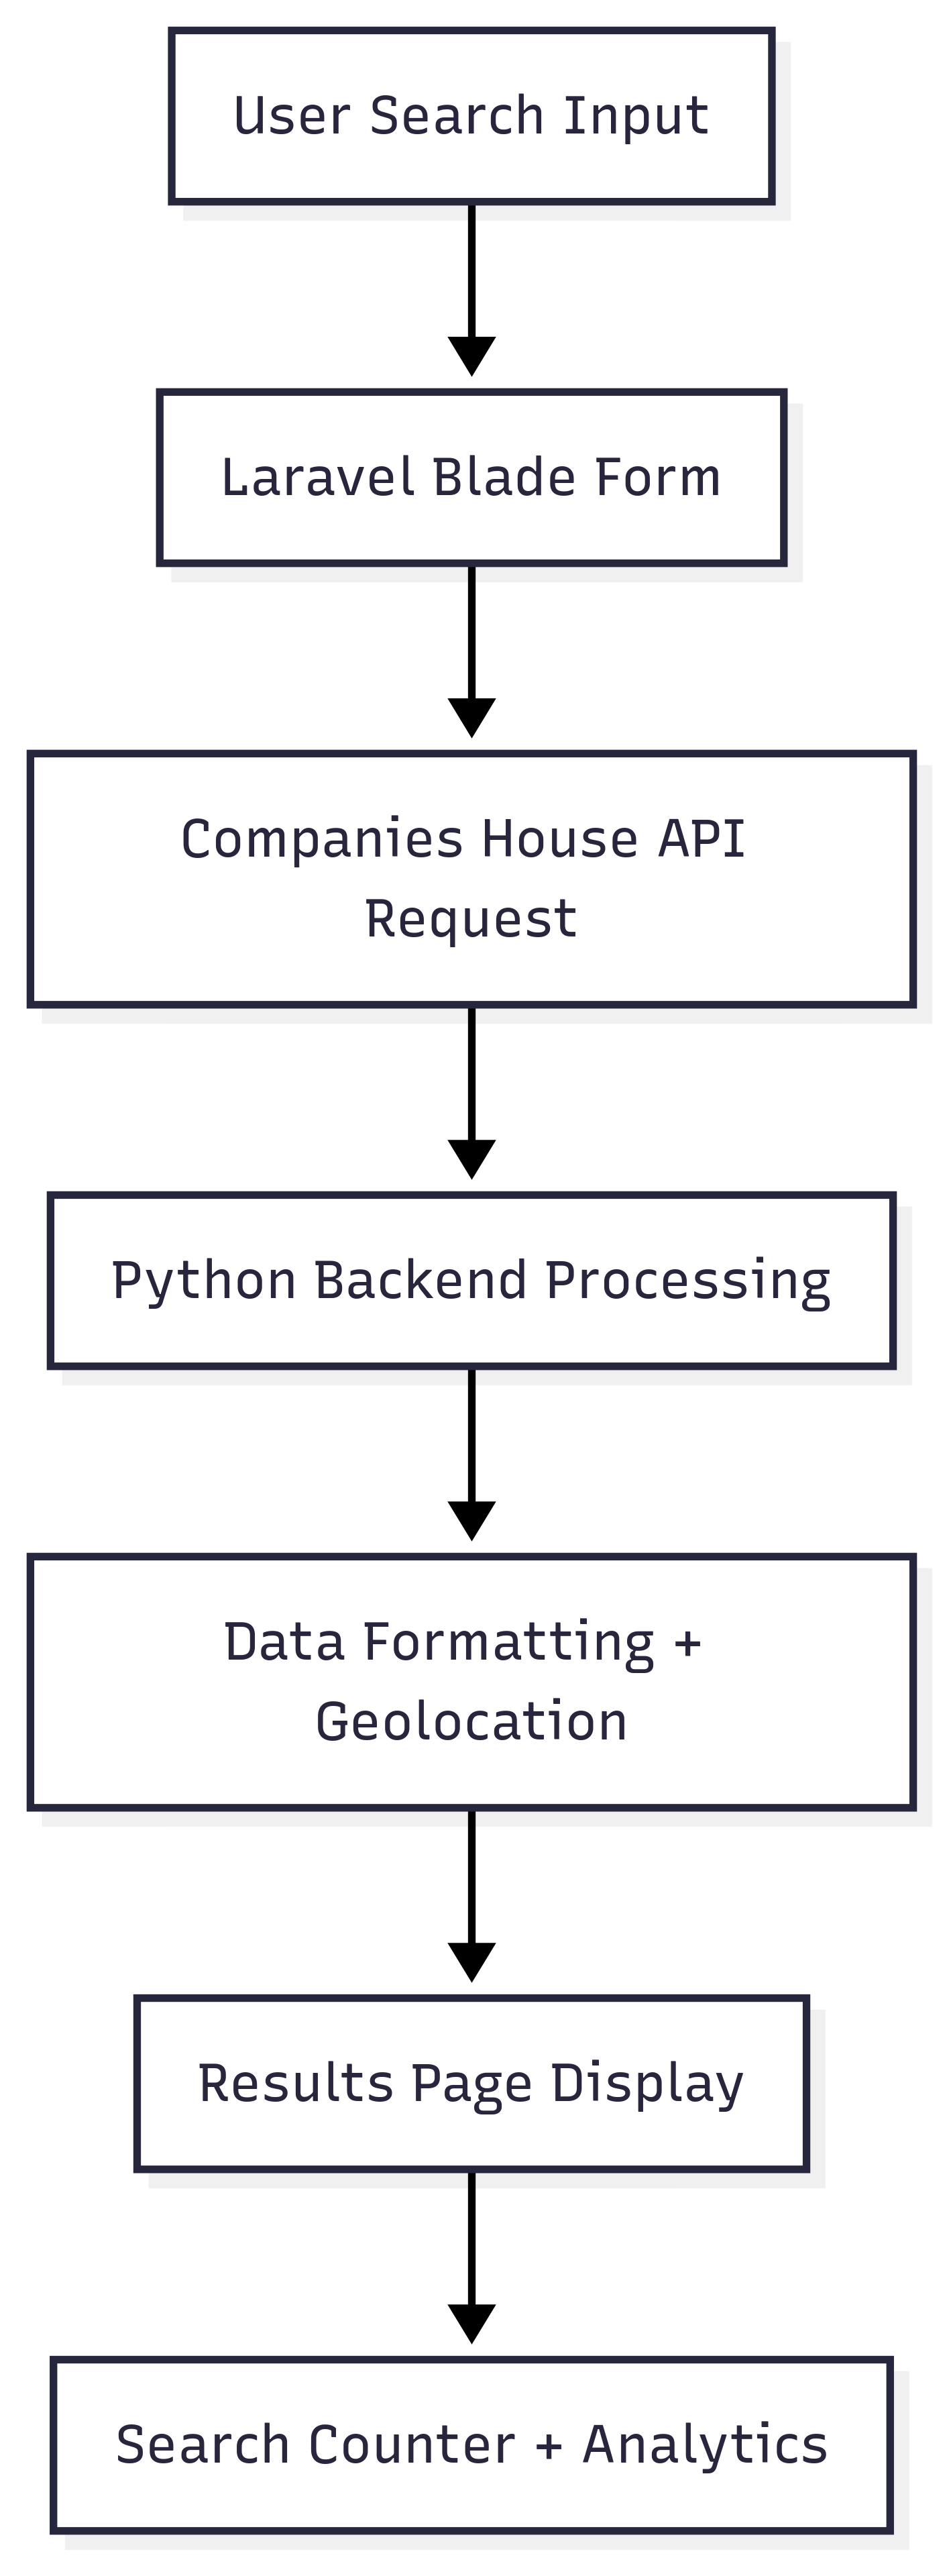 User Search Input
Laravel Blade Form
Companies House API
Request
Python Backend Processing
Data Formatting +
Geolocation
Results Page Display
Search Counter + Analytics